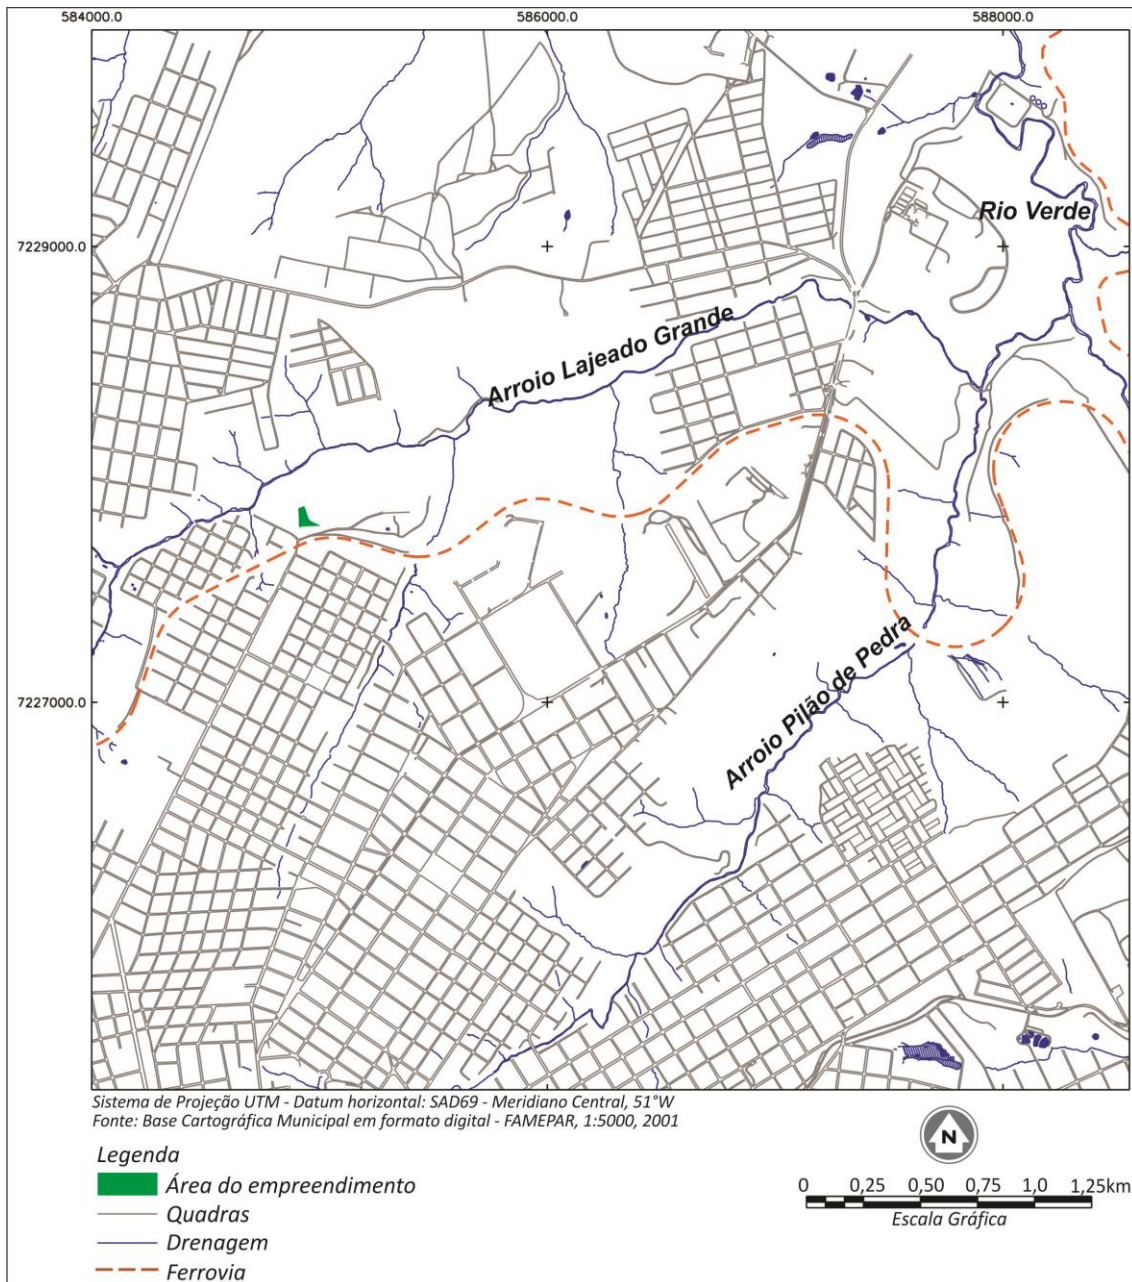 584000.0
586000.0
588000.0
Rio Verde
7229000.0
Arroio Lajeado Grande
Arroio Pilão de Pedra
7227000.0
Sistema de Projeção UTM - Datum horizontal: SAD69 - Meridiano Central, 51°W
Fonte: Base Cartográfica Municipal em formato digital - FAMEPAR, 1:5000, 2001
N
Legenda
Área do empreendimento
Quadras
Drenagem
Ferrovia
0 0,25 0,50 0,75 1,0 1,25km
Escala Gráfica